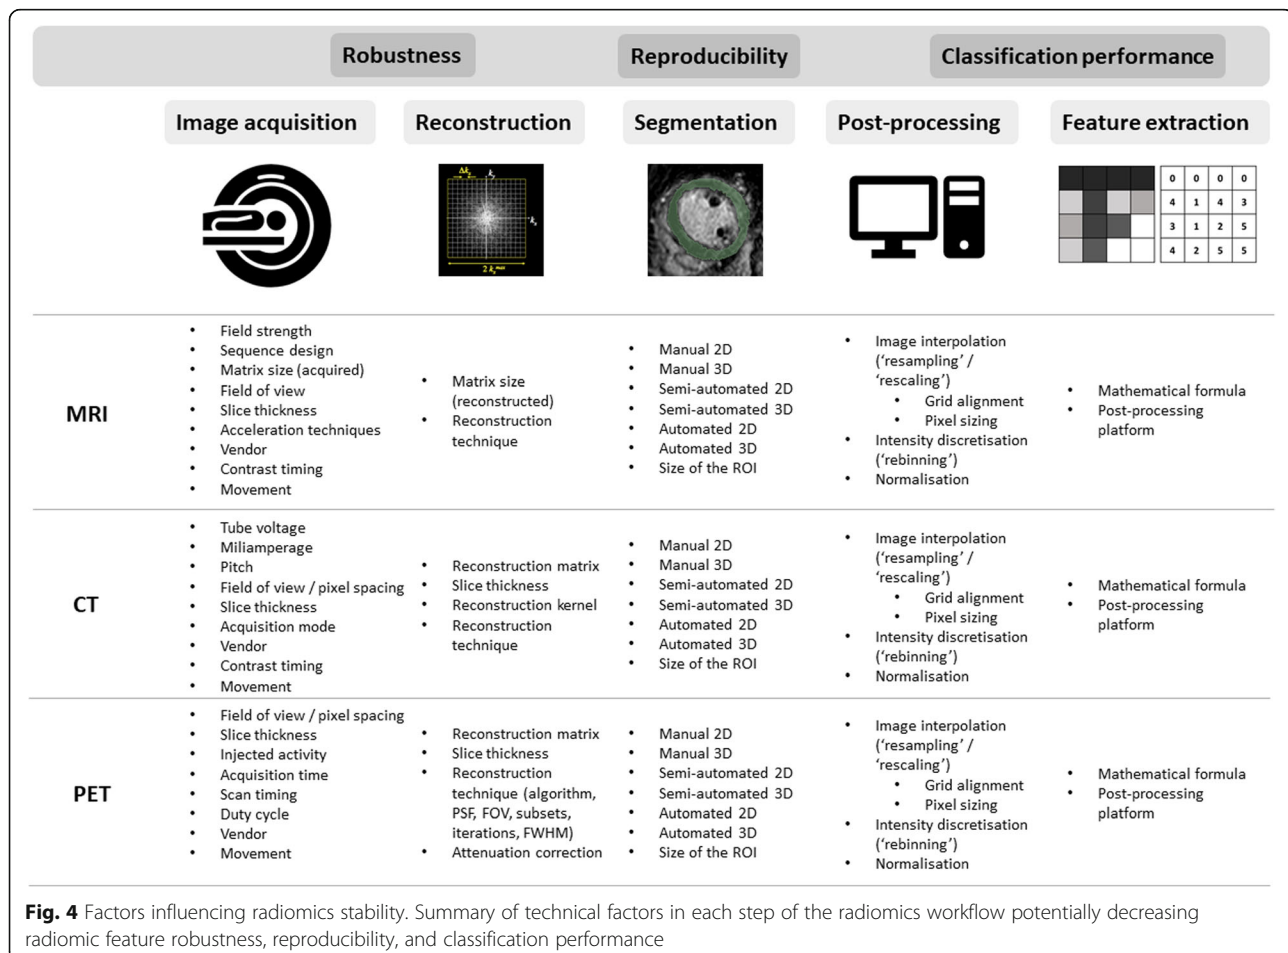 Robustness
Reproducibility
Classification performance
Image acquisition
Reconstruction
Segmentation
Post-processing
Feature extraction
Δkx
ky
kx
2 kx max
0 0 0 0
4 1 4 3
3 1 2 5
4 2 5 5
MRI
• Field strength
• Sequence design
• Matrix size (acquired)
• Field of view
• Slice thickness
• Acceleration techniques
• Vendor
• Contrast timing
• Movement
• Matrix size
(reconstructed)
• Reconstruction
technique
• Manual 2D
• Manual 3D
• Semi-automated 2D
• Semi-automated 3D
• Automated 2D
• Automated 3D
• Size of the ROI
• Image interpolation
('resampling' /
'rescaling')
• Grid alignment
• Pixel sizing
• Intensity discretisation
('rebinning')
• Normalisation
• Mathematical formula
• Post-processing
platform
CT
• Tube voltage
• Miliamperage
• Pitch
• Field of view / pixel spacing
• Slice thickness
• Acquisition mode
• Vendor
• Contrast timing
• Movement
• Reconstruction matrix
• Slice thickness
• Reconstruction kernel
• Reconstruction
technique
• Manual 2D
• Manual 3D
• Semi-automated 2D
• Semi-automated 3D
• Automated 2D
• Automated 3D
• Size of the ROI
• Image interpolation
('resampling' /
'rescaling')
• Grid alignment
• Pixel sizing
• Intensity discretisation
('rebinning')
• Normalisation
• Mathematical formula
• Post-processing
platform
PET
• Field of view / pixel spacing
• Slice thickness
• Injected activity
• Acquisition time
• Scan timing
• Duty cycle
• Vendor
• Movement
• Reconstruction matrix
• Slice thickness
• Reconstruction
technique (algorithm,
PSF, FOV, subsets,
iterations, FWHM)
• Attenuation correction
• Manual 2D
• Manual 3D
• Semi-automated 2D
• Semi-automated 3D
• Automated 2D
• Automated 3D
• Size of the ROI
• Image interpolation
('resampling' /
'rescaling')
• Grid alignment
• Pixel sizing
• Intensity discretisation
('rebinning')
• Normalisation
• Mathematical formula
• Post-processing
platform
Fig. 4 Factors influencing radiomics stability. Summary of technical factors in each step of the radiomics workflow potentially decreasing
radiomic feature robustness, reproducibility, and classification performance